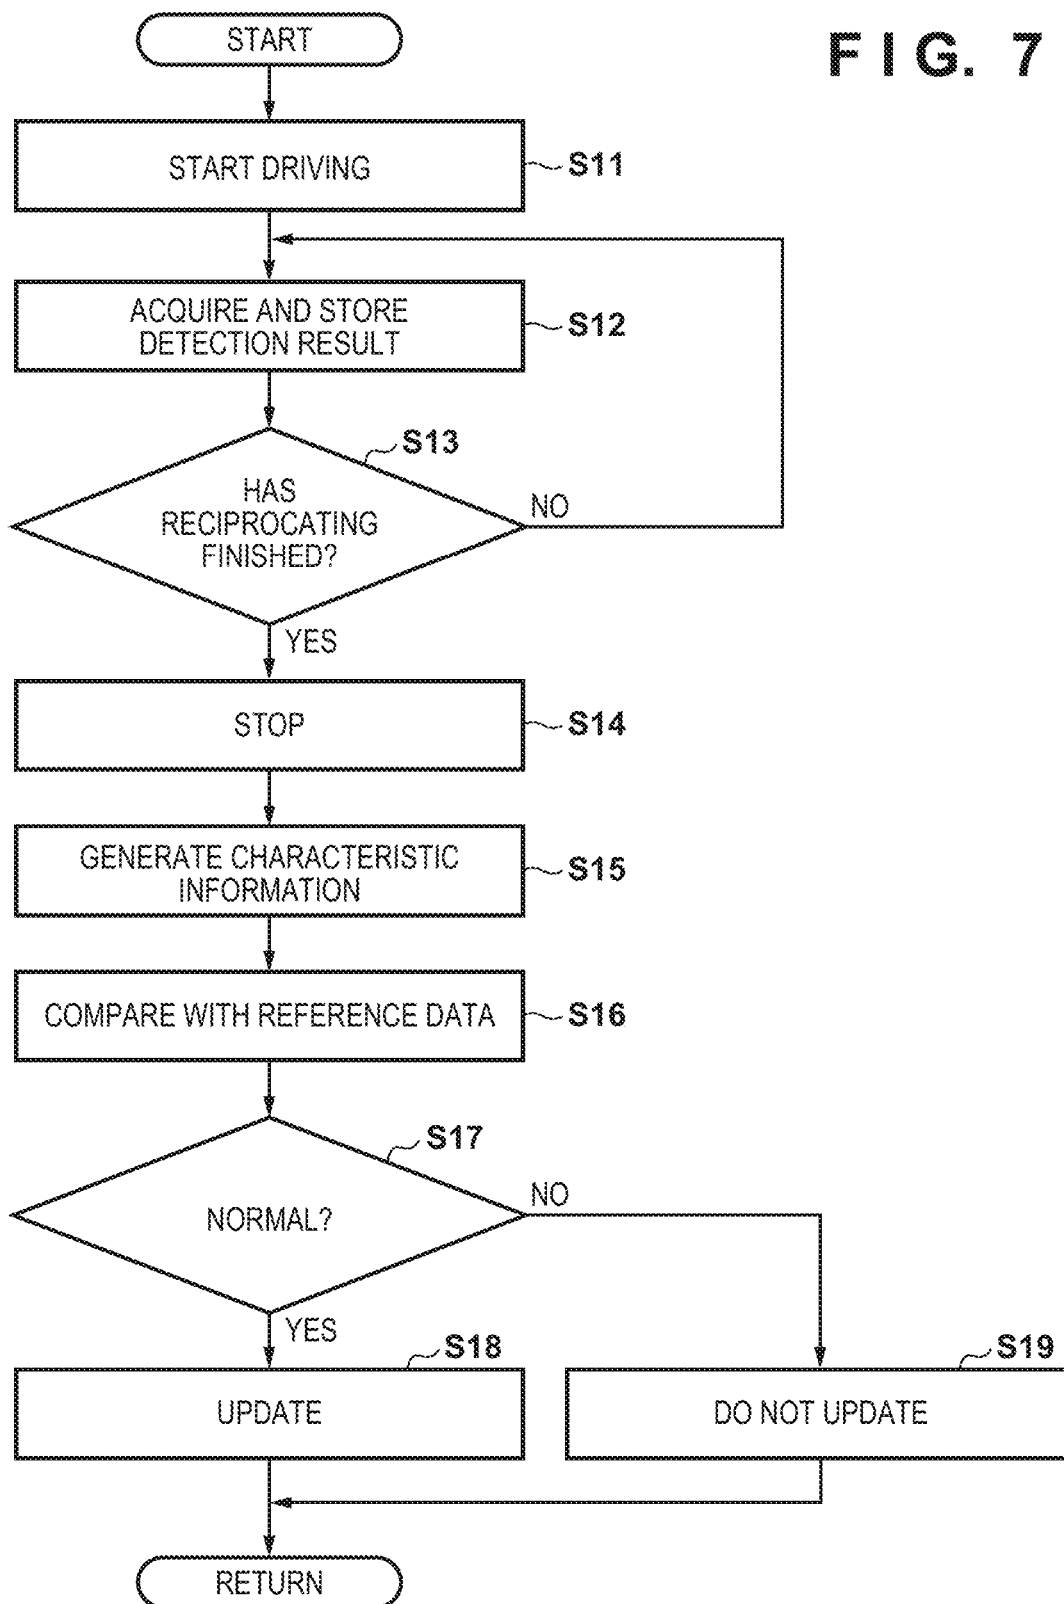 FIG. 7
START
START DRIVING
S11
ACQUIRE AND STORE
DETECTION RESULT
S12
S13
HAS
RECIPROCATING
FINISHED?
NO
YES
STOP
S14
GENERATE CHARACTERISTIC
INFORMATION
S15
COMPARE WITH REFERENCE DATA
S16
S17
NORMAL?
NO
YES
S18
UPDATE
S19
DO NOT UPDATE
RETURN